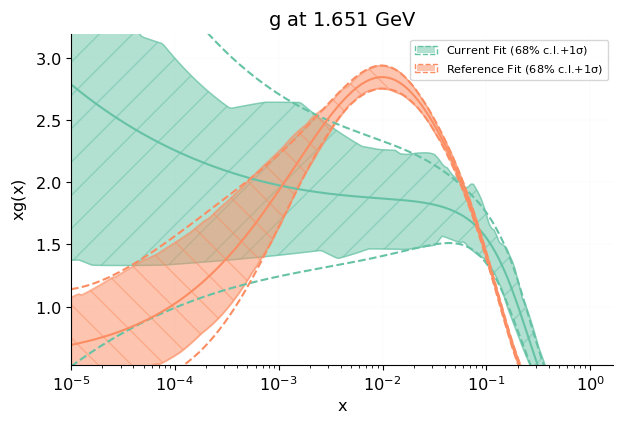 g at 1.651 GeV
Current Fit (68% c.l.+1σ)
Reference Fit (68% c.l.+1σ)
xg(x)
3.0
2.5
2.0
1.5
1.0
10⁻⁵ 10⁻⁴ 10⁻³ 10⁻² 10⁻¹ 10⁰
x